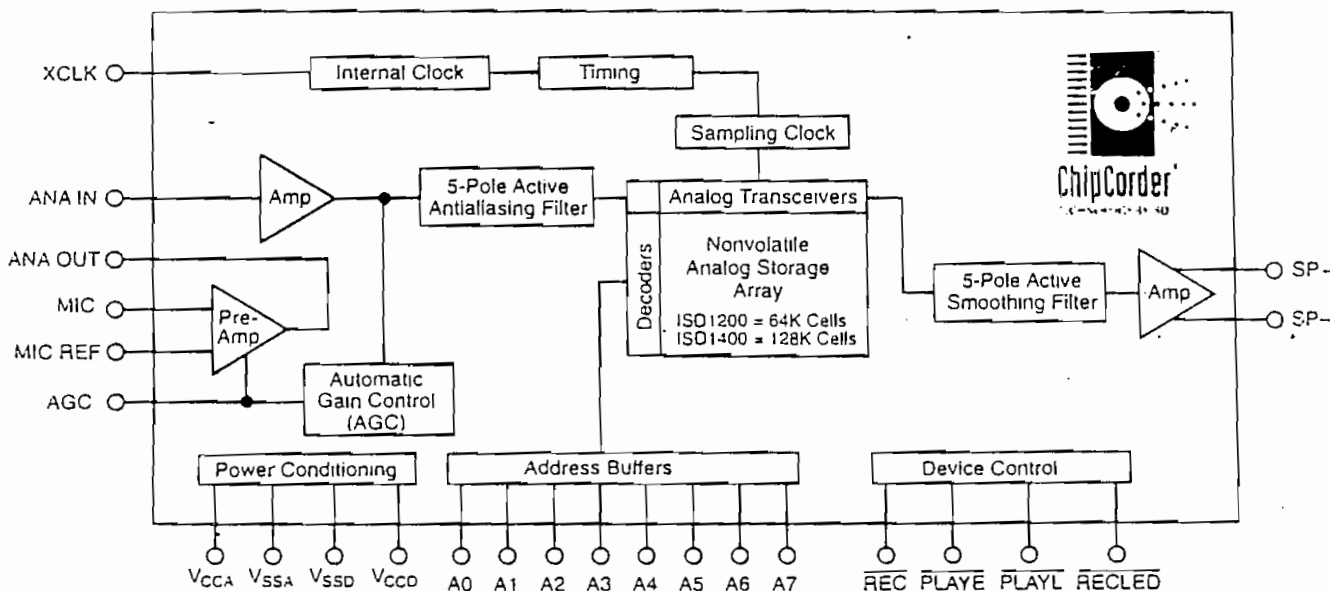 XCLK
Internal Clock
Timing
Sampling Clock
ChipCorder
ANA IN
Amp
5-Pole Active
Antialiasing Filter
Analog Transceivers
ANA OUT
MIC
Pre-
Amp
MIC REF
AGC
Automatic
Gain Control
(AGC)
Decoders
Nonvolatile
Analog Storage
Array
ISD1200 = 64K Cells
ISD1400 = 128K Cells
5-Pole Active
Smoothing Filter
Amp
SP-
SP-
Power Conditioning
Address Buffers
Device Control
VCCA VSSA VSSD VCCD A0 A1 A2 A3 A4 A5 A6 A7 REC PLAYE PLAYL RECLED